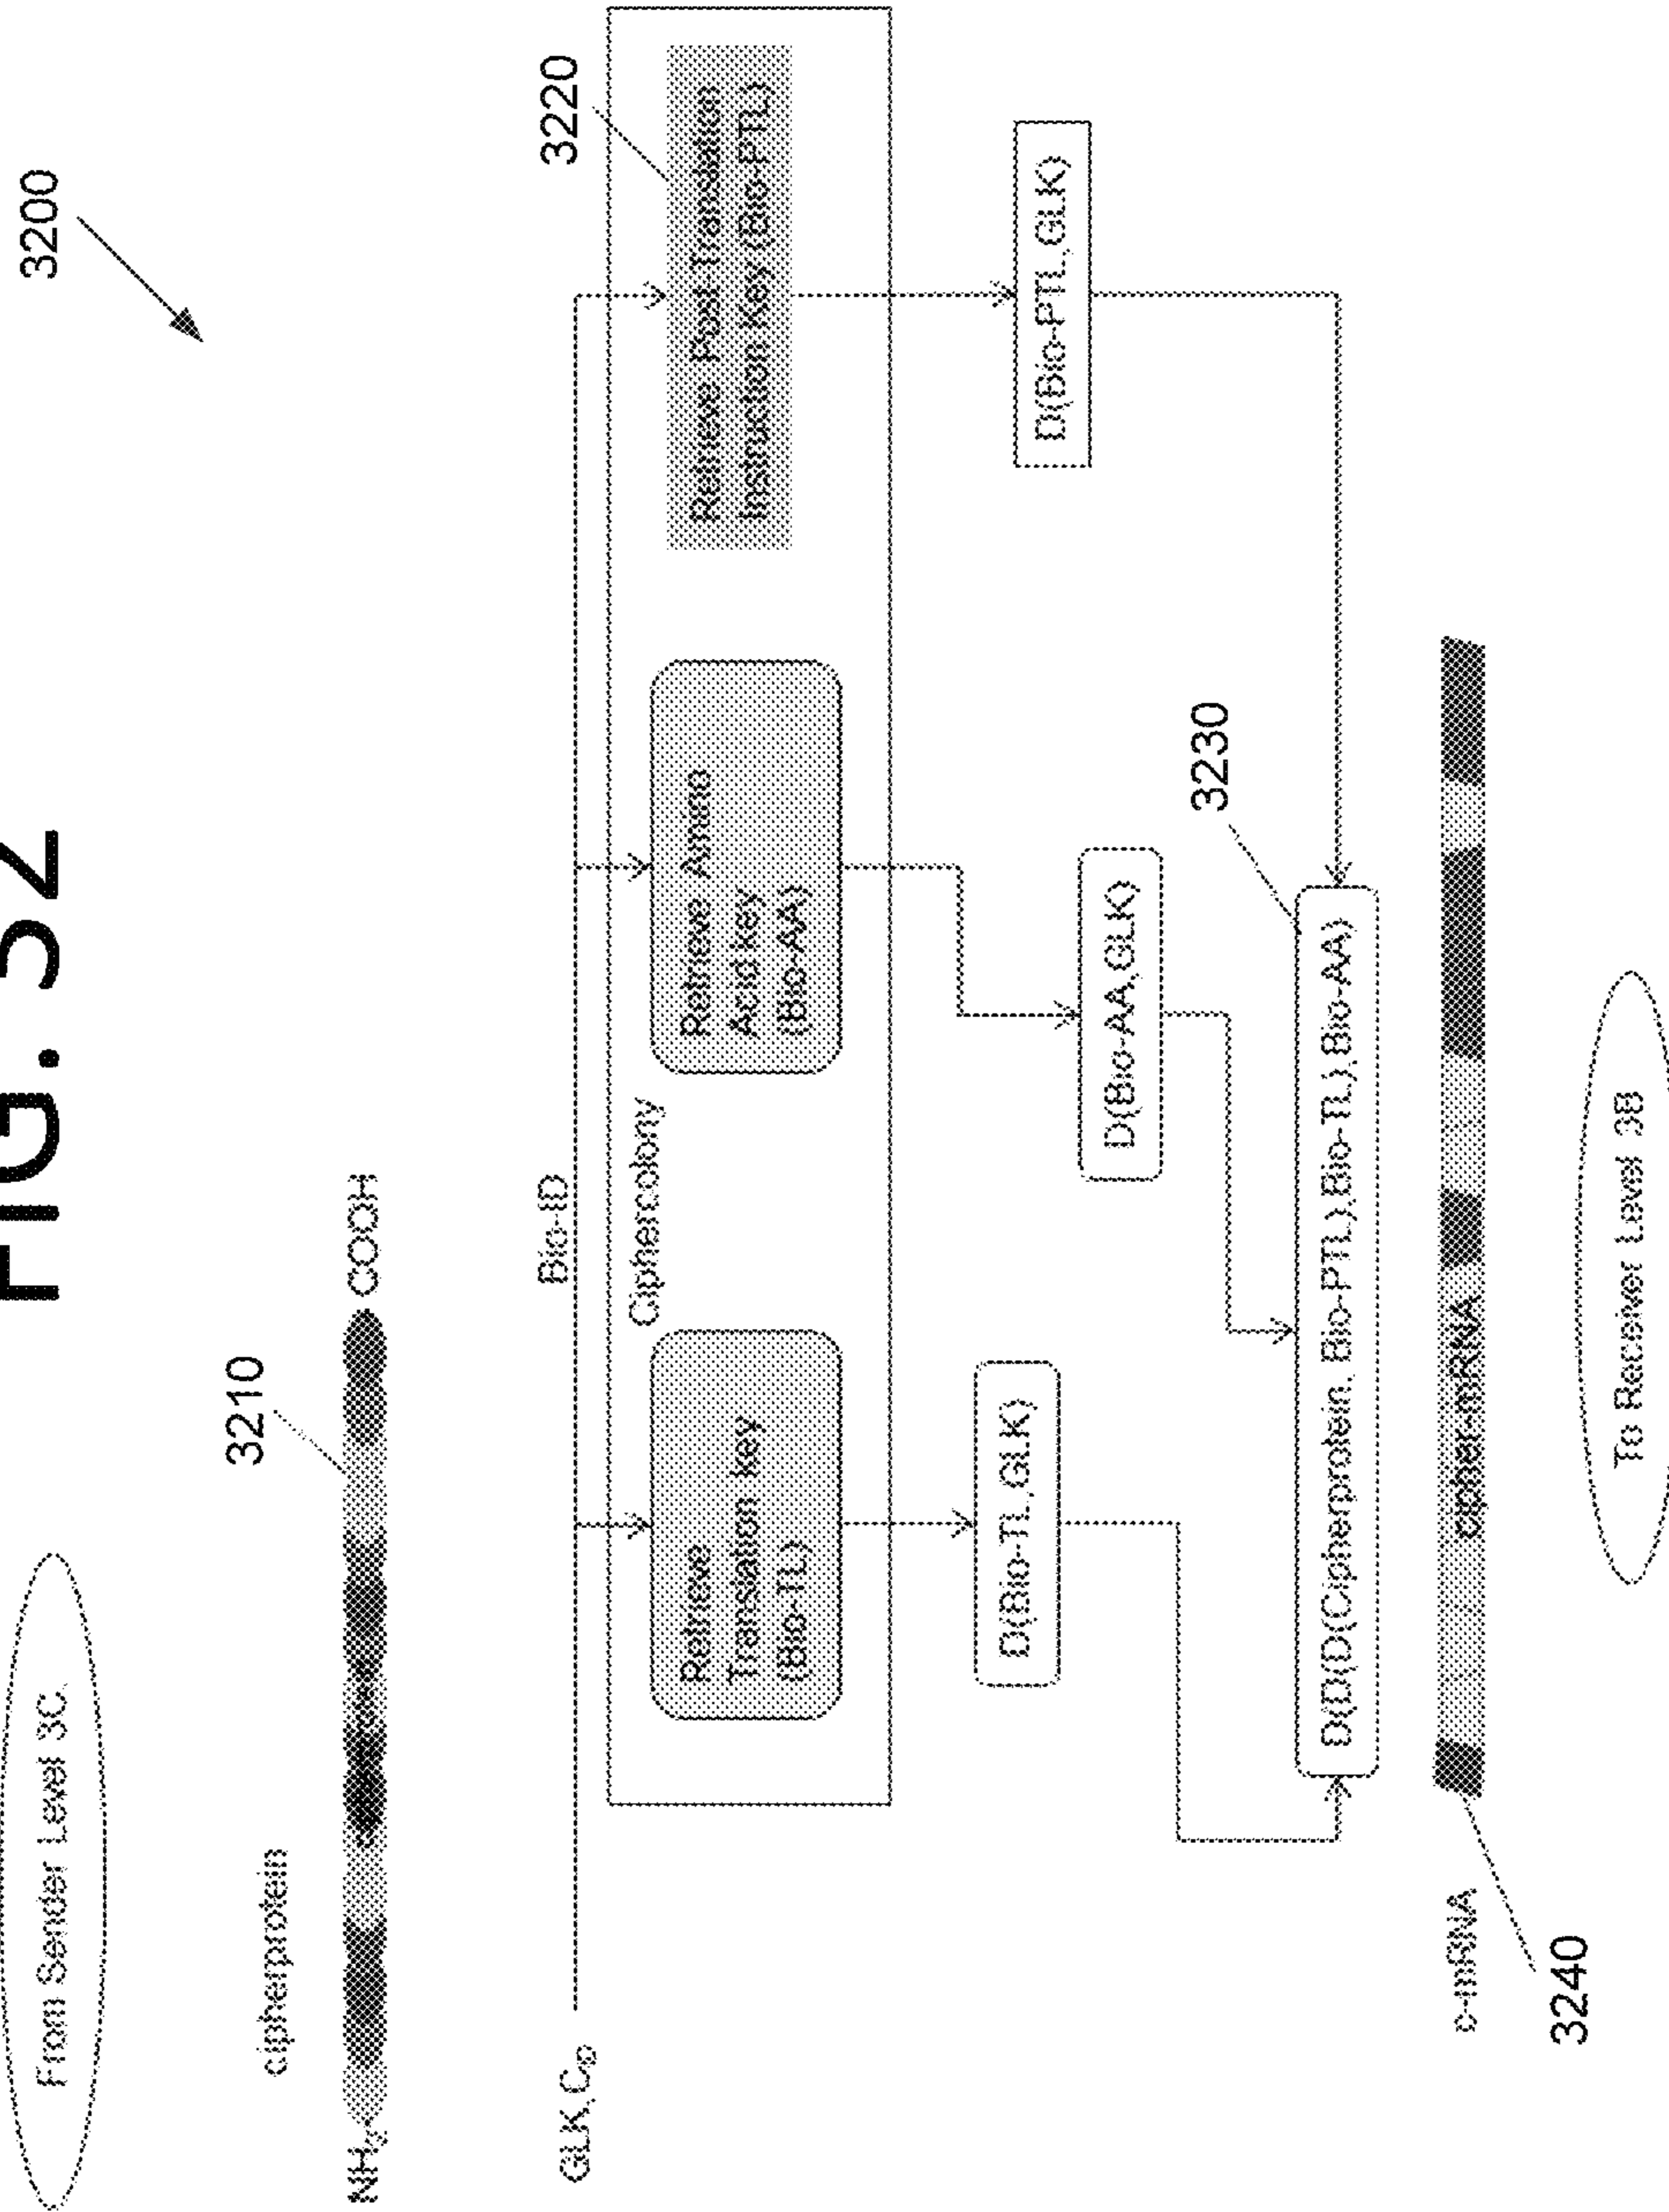 FIG. 32
3200
From Sender Level 3C
cipherprotein
3210
NH₂
COOH
GLK, C_ID
Bio-ID
Ciphercolony
3220
Retrieve
Translation key
(Bio-TL)
Retrieve Amino
Acid key
(Bio-AA)
Retrieve Post-Translation
Instruction Key (Bio-PTL)
D(Bio-TL,GLK)
D(Bio-AA,GLK)
D(Bio-PTL,GLK)
3230
D(D(D(Cipherprotein, Bio-PTL),Bio-TL),Bio-AA)
c-mRNA
cipher-mRNA
3240
To Receiver Level 3B